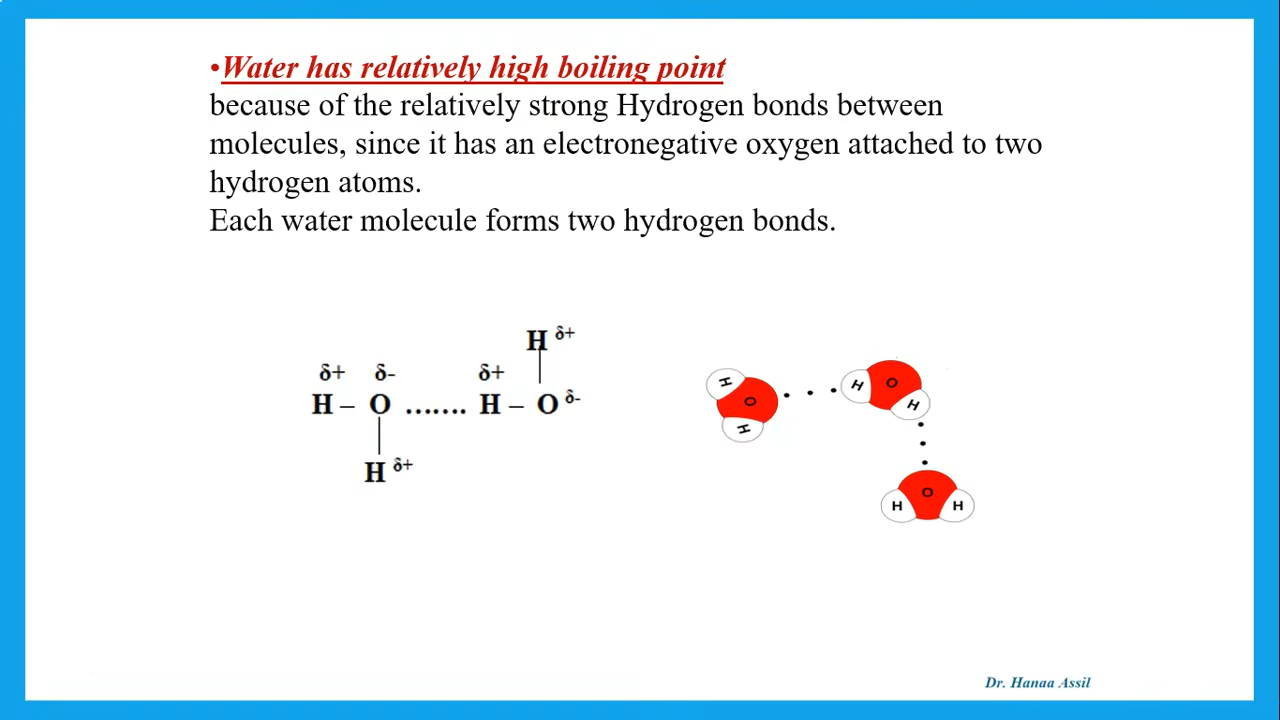 •Water has relatively high boiling point
because of the relatively strong Hydrogen bonds between
molecules, since it has an electronegative oxygen attached to two
hydrogen atoms.
Each water molecule forms two hydrogen bonds.
H δ+
δ+ δ- δ+
H – O ....... H – O δ-
H δ+
H O H
O H
H
O
H H
Dr. Hanaa Assil